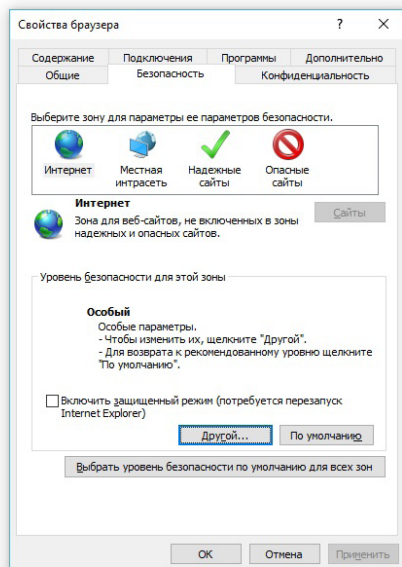 Свойства браузера ? ×
Содержание Подключения Программы Дополнительно
Общие Безопасность Конфиденциальность
Выберите зону для параметры ее параметров безопасности.
Интернет Местная интрасеть Надежные сайты Опасные сайты
Интернет
Зона для веб-сайтов, не включенных в зоны
надежных и опасных сайтов.
Сайты
Уровень безопасности для этой зоны
Особый
Особые параметры.
- Чтобы изменить их, щелкните "Другой".
- Для возврата к рекомендованному уровню щелкните
"По умолчанию".
Включить защищенный режим (потребуется перезапуск
Internet Explorer)
Другой... По умолчанию
Выбрать уровень безопасности по умолчанию для всех зон
OK Отмена Применить